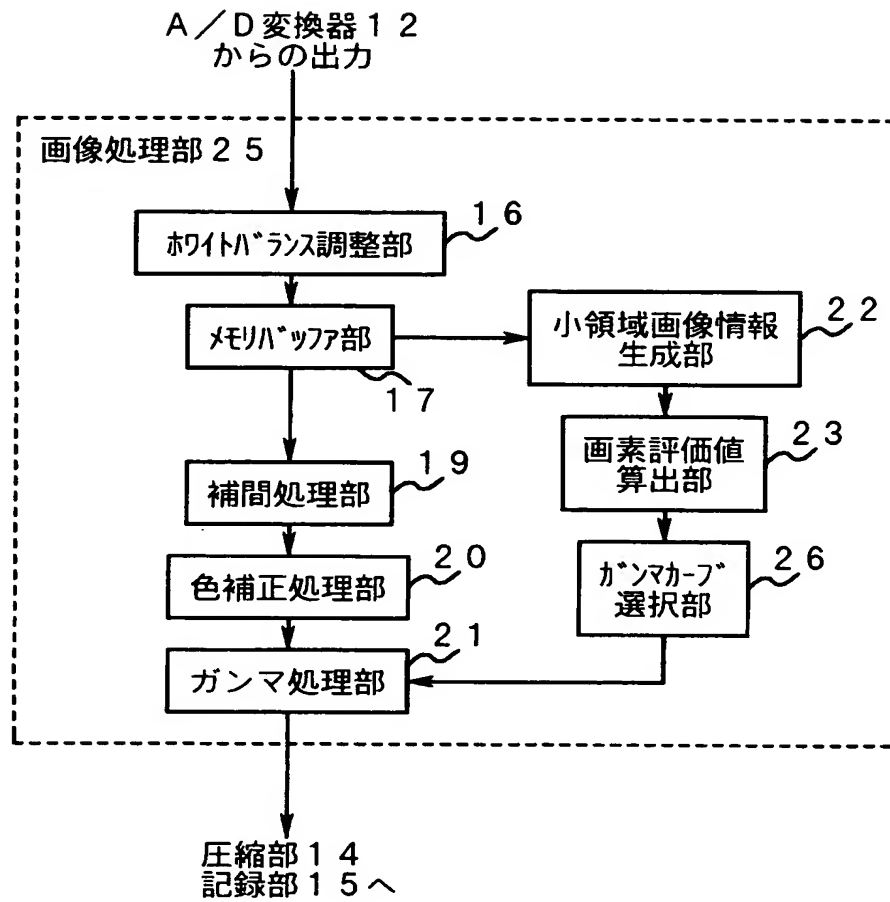 A／D変換器１２
からの出力
画像処理部２５
ﾎﾜｲﾄﾊﾞﾗﾝｽ調整部
１６
ﾒﾓﾘﾊﾞｯﾌｧ部
１７
小領域画像情報
生成部
２２
画素評価値
算出部
２３
補間処理部
１９
色補正処理部
２０
ｶﾞﾝﾏｶｰﾌﾞ
選択部
２６
ガンマ処理部
２１
圧縮部１４
記録部１５へ